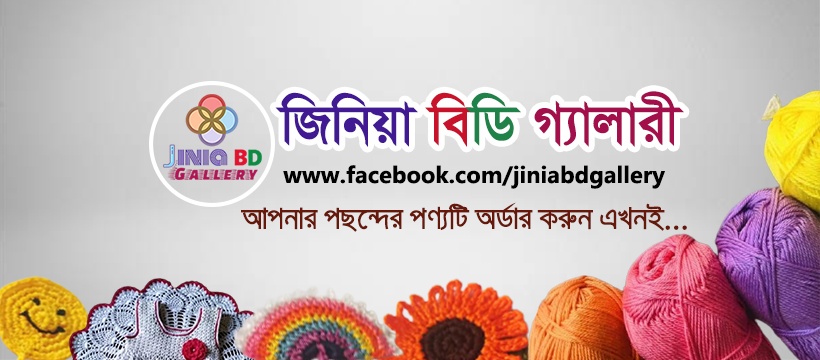 JINIA BD
GALLERY
জিনিয়া বিডি গ্যালারী
www.facebook.com/jiniabdgallery
আপনার পছন্দের পণ্যটি অর্ডার করুন এখনই...